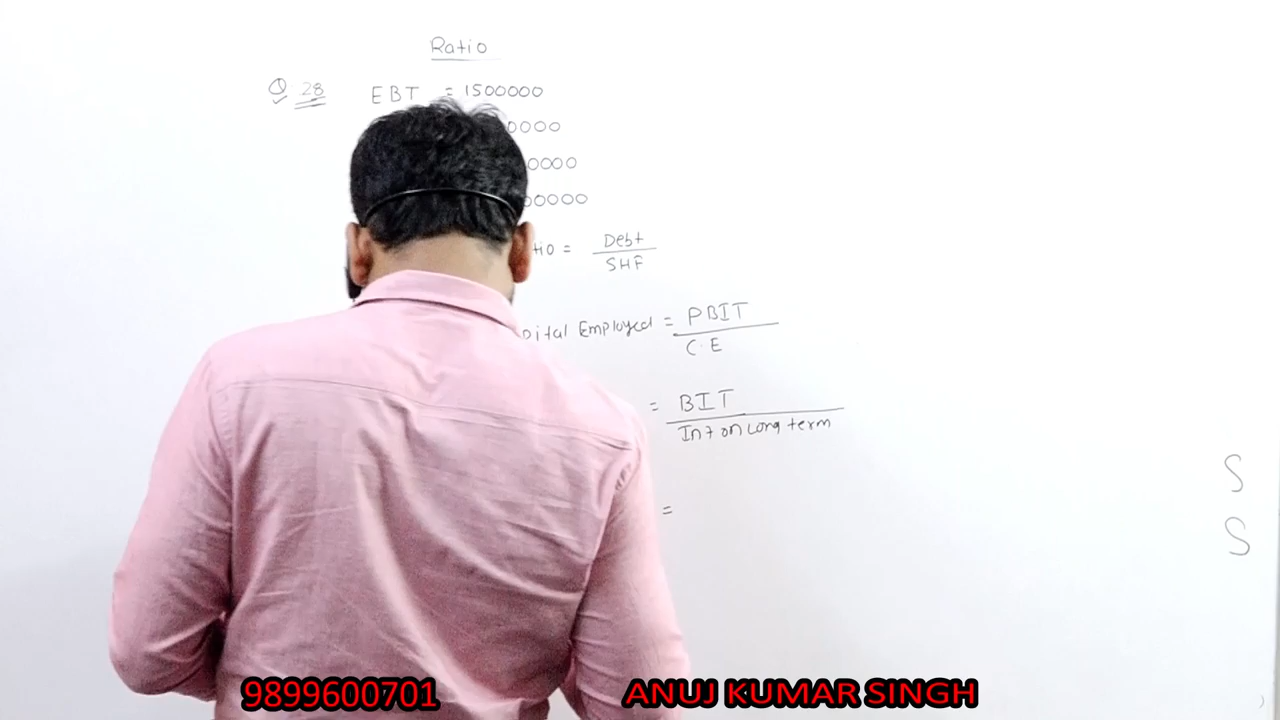 Ratio
Q 28 EBT = 1500000
0000
0000
00000
tio = Debt
SHF
pital Employed = PBIT
C.E
= BIT
Int on Long term
=
S
S
9899600701 ANUJ KUMAR SINGH